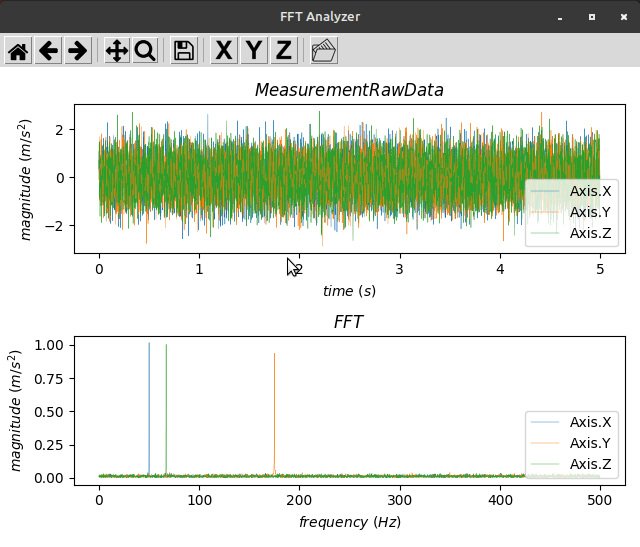 FFT Analyzer
X Y Z
MeasurementRawData
magnitude (m/s²)
2
0
−2
Axis.X
Axis.Y
Axis.Z
0 1 2 3 4 5
time (s)
FFT
magnitude (m/s²)
1.00
0.75
0.50
0.25
0.00
Axis.X
Axis.Y
Axis.Z
0 100 200 300 400 500
frequency (Hz)